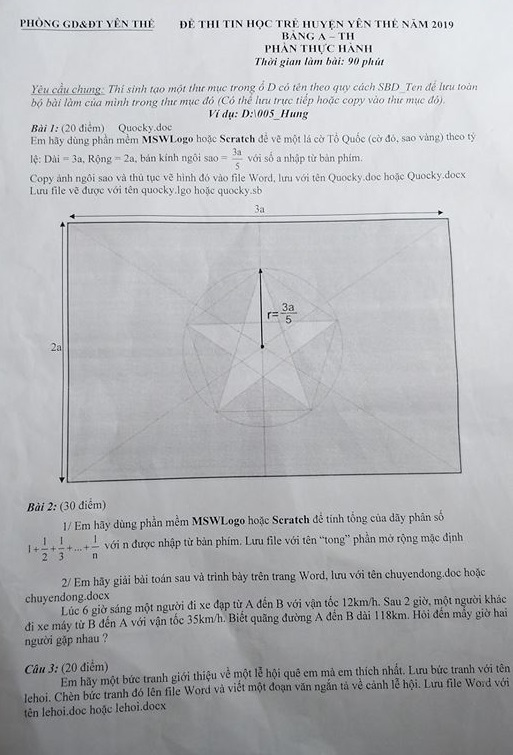 PHÒNG GD&ĐT YÊN THẾ ĐỀ THI TIN HỌC TRẺ HUYỆN YÊN THẾ NĂM 2019
BẢNG A – TH
PHẦN THỰC HÀNH
Thời gian làm bài: 90 phút
Yêu cầu chung: Thí sinh tạo một thư mục trong ổ D có tên theo quy cách SBD_Ten để lưu toàn
bộ bài làm của mình trong thư mục đó (Có thể lưu trực tiếp hoặc copy vào thư mục đó).
Ví dụ: D:\005_Hung
Bài 1: (20 điểm) Quocky.doc
Em hãy dùng phần mềm MSWLogo hoặc Scratch để vẽ một lá cờ Tổ Quốc (cờ đỏ, sao vàng) theo tỷ
lệ: Dài = 3a, Rộng = 2a, bán kính ngôi sao = 3a/5 với số a nhập từ bàn phím.
Copy ảnh ngôi sao và thủ tục vẽ hình đó vào file Word, lưu với tên Quocky.doc hoặc Quocky.docx
Lưu file vẽ được với tên quocky.lgo hoặc quocky.sb
3a
r= 3a/5
2a
Bài 2: (30 điểm)
1/ Em hãy dùng phần mềm MSWLogo hoặc Scratch để tính tổng của dãy phân số
1+1/2+1/3+...+1/n với n được nhập từ bàn phím. Lưu file với tên “tong” phần mở rộng mặc định
2/ Em hãy giải bài toán sau và trình bày trên trang Word, lưu với tên chuyendong.doc hoặc
chuyendong.docx
Lúc 6 giờ sáng một người đi xe đạp từ A đến B với vận tốc 12km/h. Sau 2 giờ, một người khác
đi xe máy từ B đến A với vận tốc 35km/h. Biết quãng đường A đến B dài 118km. Hỏi đến mấy giờ hai
người gặp nhau ?
Câu 3: (20 điểm)
Em hãy một bức tranh giới thiệu về một lễ hội quê em mà em thích nhất. Lưu bức tranh với tên
lehoi. Chèn bức tranh đó lên file Word và viết một đoạn văn ngắn tả về cảnh lễ hội. Lưu file Word với
tên lehoi.doc hoặc lehoi.docx